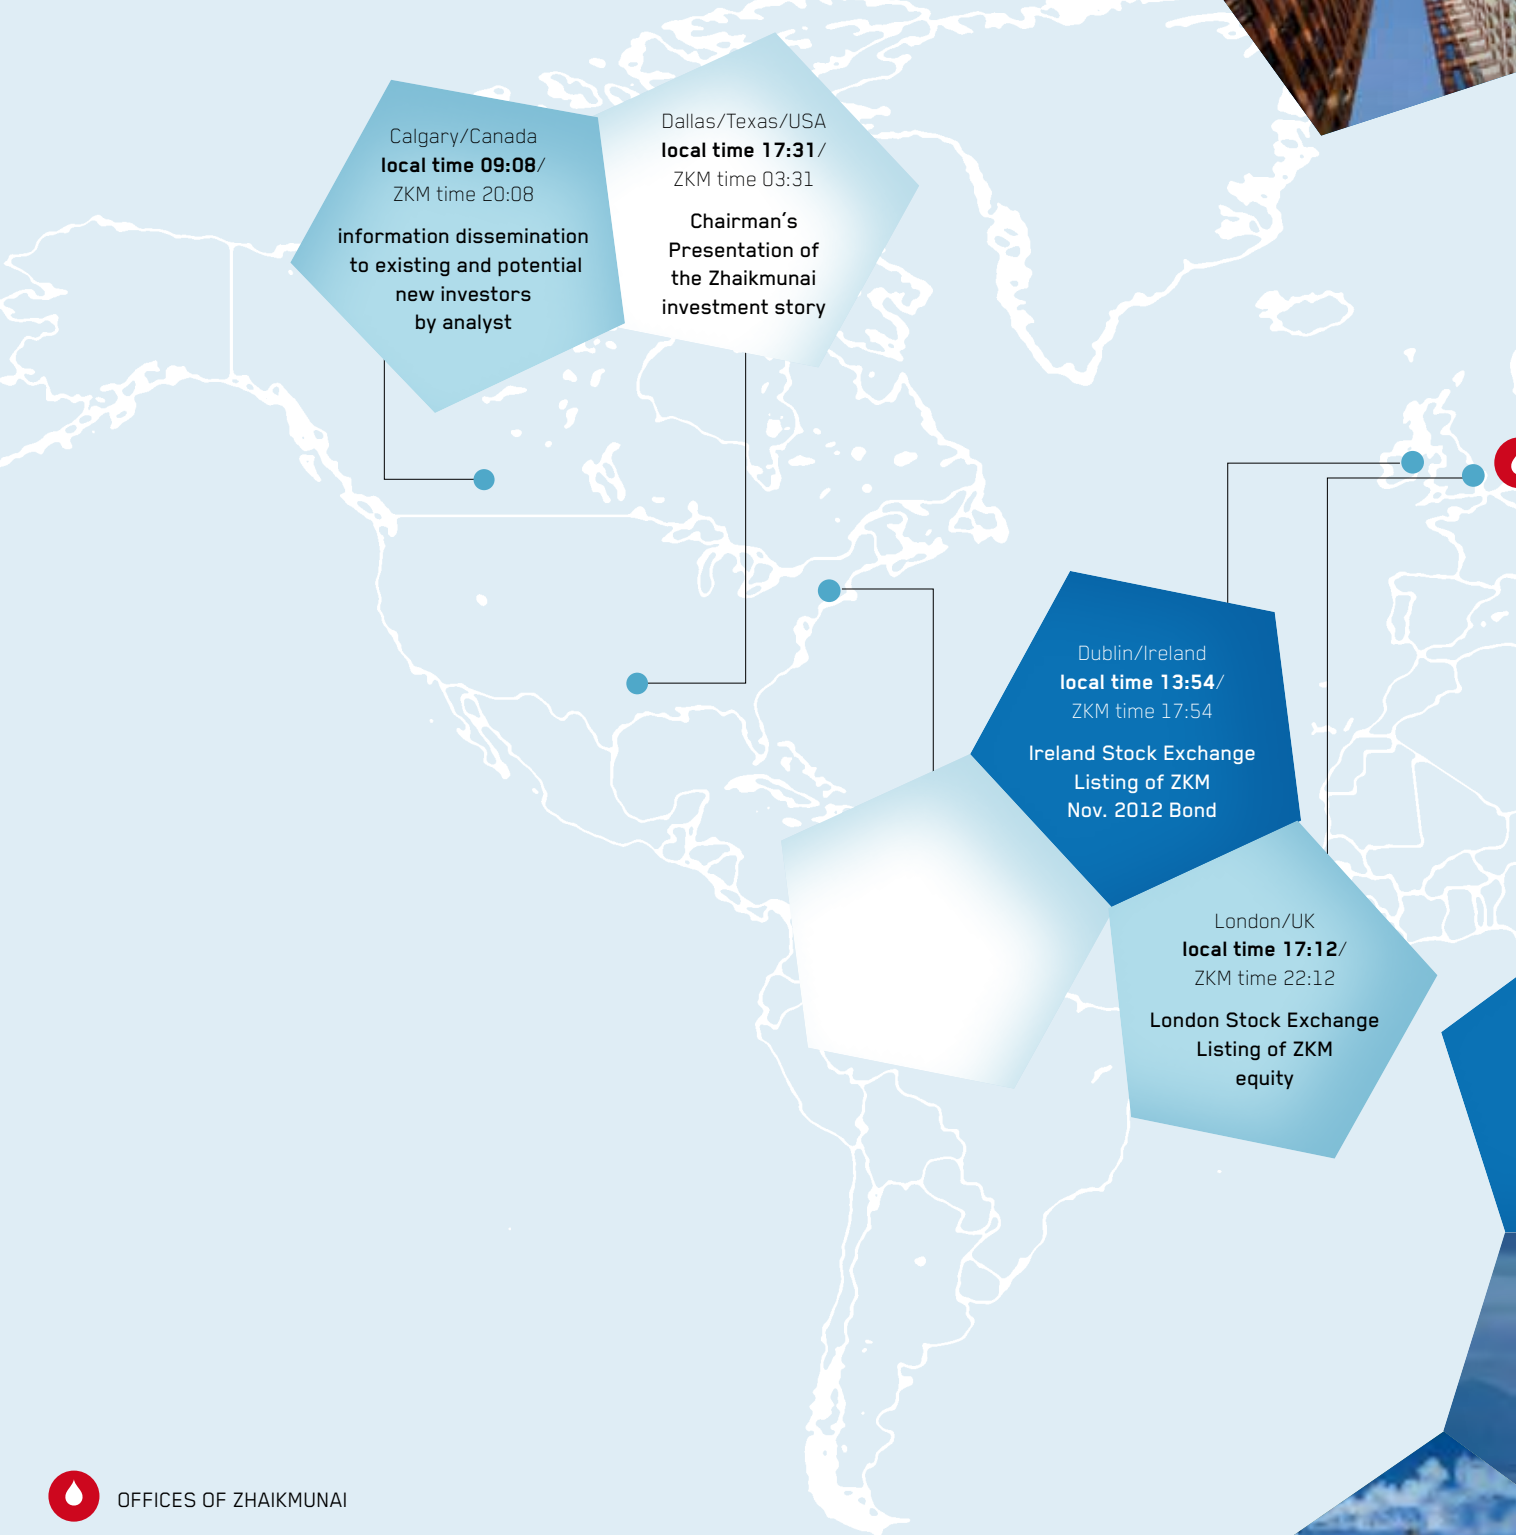 Calgary/Canada
local time 09:08/
ZKM time 20:08
information dissemination
to existing and potential
new investors
by analyst
Dallas/Texas/USA
local time 17:31/
ZKM time 03:31
Chairman’s
Presentation of
the Zhaikmunai
investment story
Dublin/Ireland
local time 13:54/
ZKM time 17:54
Ireland Stock Exchange
Listing of ZKM
Nov. 2012 Bond
London/UK
local time 17:12/
ZKM time 22:12
London Stock Exchange
Listing of ZKM
equity
OFFICES OF ZHAIKMUNAI